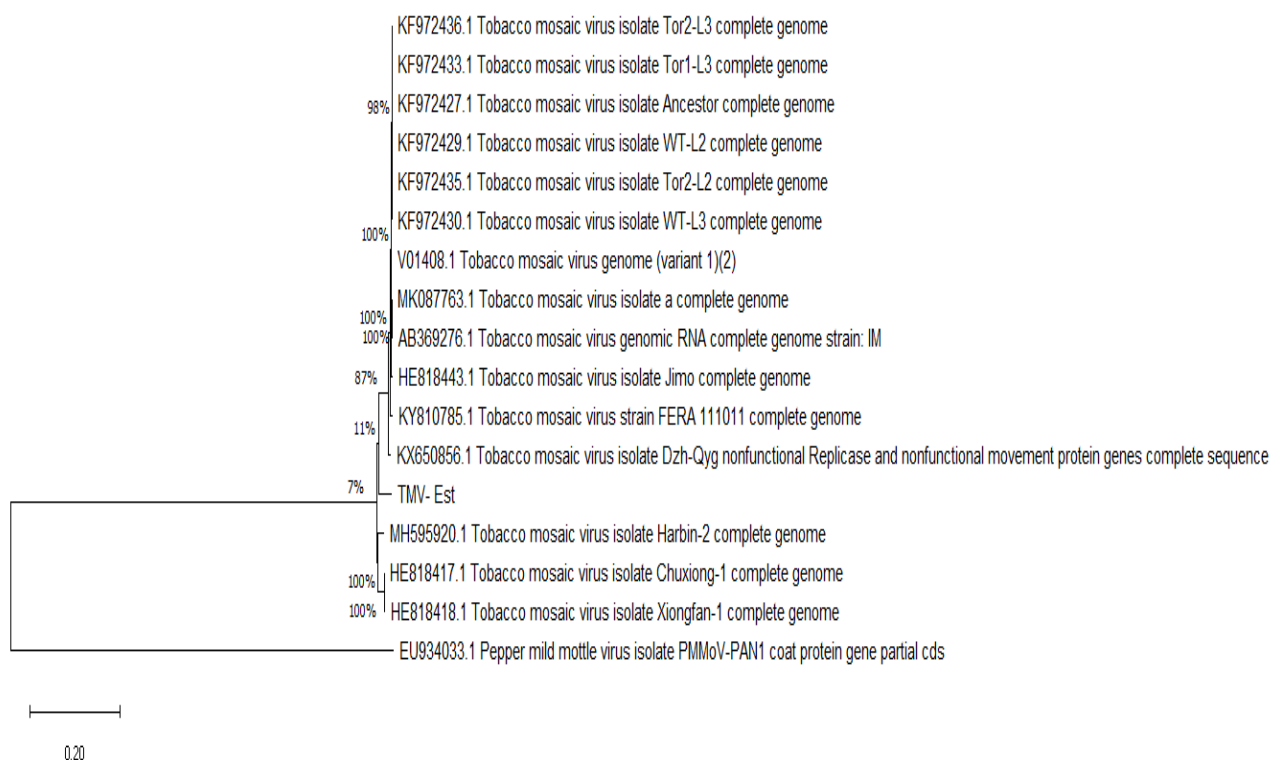 KF972436.1 Tobacco mosaic virus isolate Tor2-L3 complete genome
KF972433.1 Tobacco mosaic virus isolate Tor1-L3 complete genome
98%
KF972427.1 Tobacco mosaic virus isolate Ancestor complete genome
KF972429.1 Tobacco mosaic virus isolate WT-L2 complete genome
KF972435.1 Tobacco mosaic virus isolate Tor2-L2 complete genome
KF972430.1 Tobacco mosaic virus isolate WT-L3 complete genome
100%
V01408.1 Tobacco mosaic virus genome (variant 1)(2)
MK087763.1 Tobacco mosaic virus isolate a complete genome
100%
100%
AB369276.1 Tobacco mosaic virus genomic RNA complete genome strain: IM
87%
HE818443.1 Tobacco mosaic virus isolate Jimo complete genome
KY810785.1 Tobacco mosaic virus strain FERA 111011 complete genome
11%
KX650856.1 Tobacco mosaic virus isolate Dzh-Qyg nonfunctional Replicase and nonfunctional movement protein genes complete sequence
7%
TMV- Est
MH595920.1 Tobacco mosaic virus isolate Harbin-2 complete genome
100%
HE818417.1 Tobacco mosaic virus isolate Chuxiong-1 complete genome
100%
HE818418.1 Tobacco mosaic virus isolate Xiongfan-1 complete genome
EU934033.1 Pepper mild mottle virus isolate PMMoV-PAN1 coat protein gene partial cds
0.20